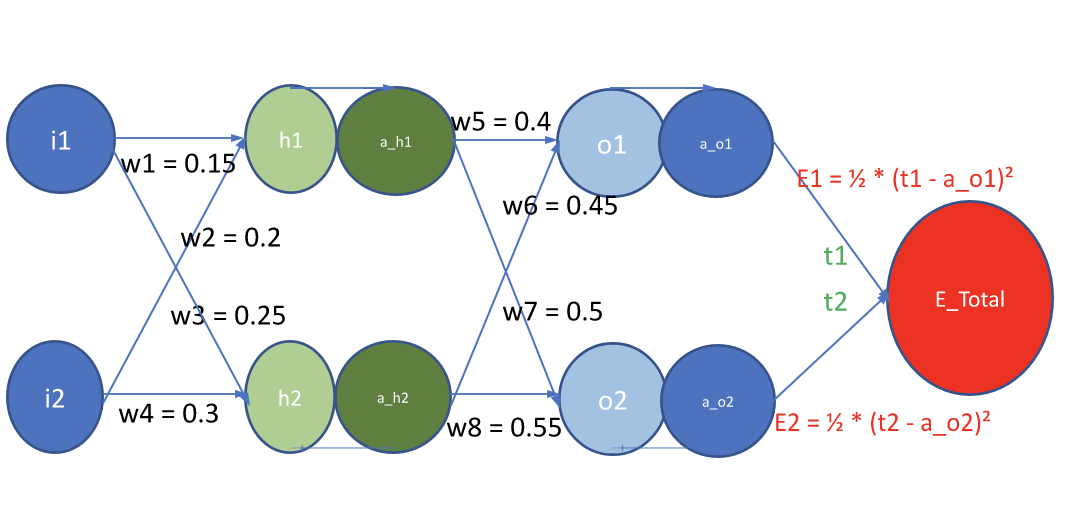 i1
h1
a_h1
w5 = 0.4
o1
a_o1
w1 = 0.15
E1 = ½ * (t1 - a_o1)²
w6 = 0.45
w2 = 0.2
t1
t2
E_Total
w3 = 0.25
w7 = 0.5
i2
h2
a_h2
o2
a_o2
w4 = 0.3
w8 = 0.55
E2 = ½ * (t2 - a_o2)²